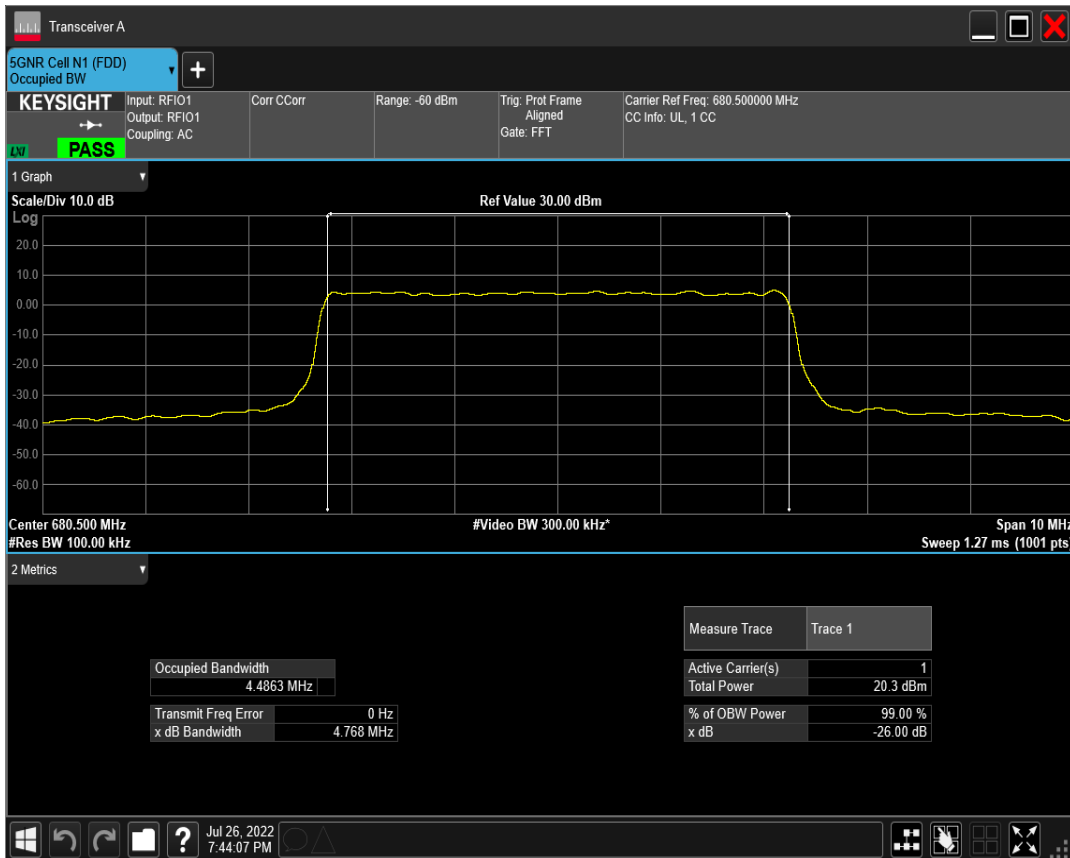 Transceiver A
5GNR Cell N1 (FDD)
Occupied BW
+
KEYSIGHT
LXI
PASS
Input: RFIO1
Output: RFIO1
Coupling: AC
Corr CCorr
Range: -60 dBm
Trig: Prot Frame
Aligned
Gate: FFT
Carrier Ref Freq: 680.500000 MHz
CC Info: UL, 1 CC
1 Graph
Scale/Div 10.0 dB
Ref Value 30.00 dBm
Log
20.0
10.0
0.00
-10.0
-20.0
-30.0
-40.0
-50.0
-60.0
Center 680.500 MHz
#Video BW 300.00 kHz*
Span 10 MHz
#Res BW 100.00 kHz
Sweep 1.27 ms (1001 pts)
2 Metrics
Measure Trace Trace 1
Occupied Bandwidth
4.4863 MHz
Active Carrier(s) 1
Total Power 20.3 dBm
Transmit Freq Error 0 Hz
x dB Bandwidth 4.768 MHz
% of OBW Power 99.00 %
x dB -26.00 dB
?
Jul 26, 2022
7:44:07 PM